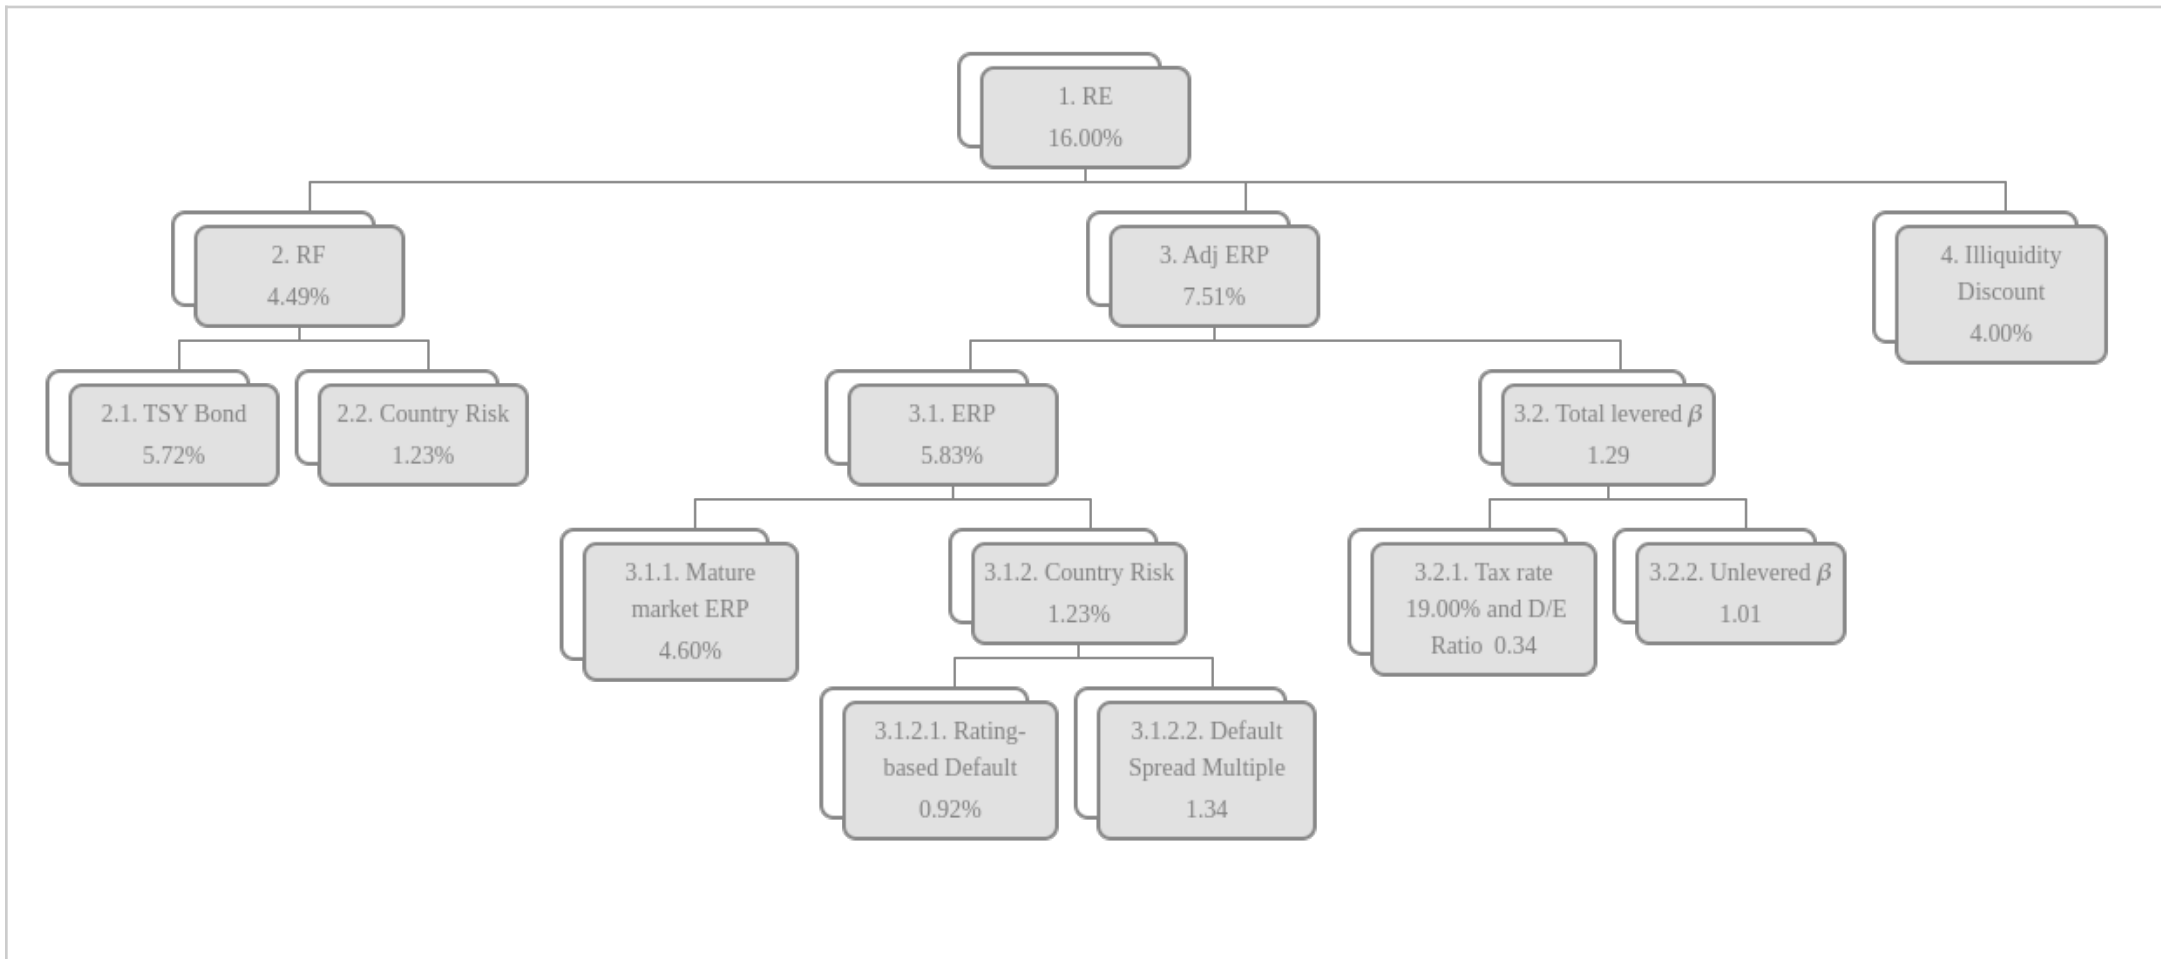 1. RE
16.00%
2. RF
4.49%
3. Adj ERP
7.51%
4. Illiquidity
Discount
4.00%
2.1. TSY Bond
5.72%
2.2. Country Risk
1.23%
3.1. ERP
5.83%
3.2. Total levered β
1.29
3.1.1. Mature
market ERP
4.60%
3.1.2. Country Risk
1.23%
3.2.1. Tax rate
19.00% and D/E
Ratio 0.34
3.2.2. Unlevered β
1.01
3.1.2.1. Rating-
based Default
0.92%
3.1.2.2. Default
Spread Multiple
1.34